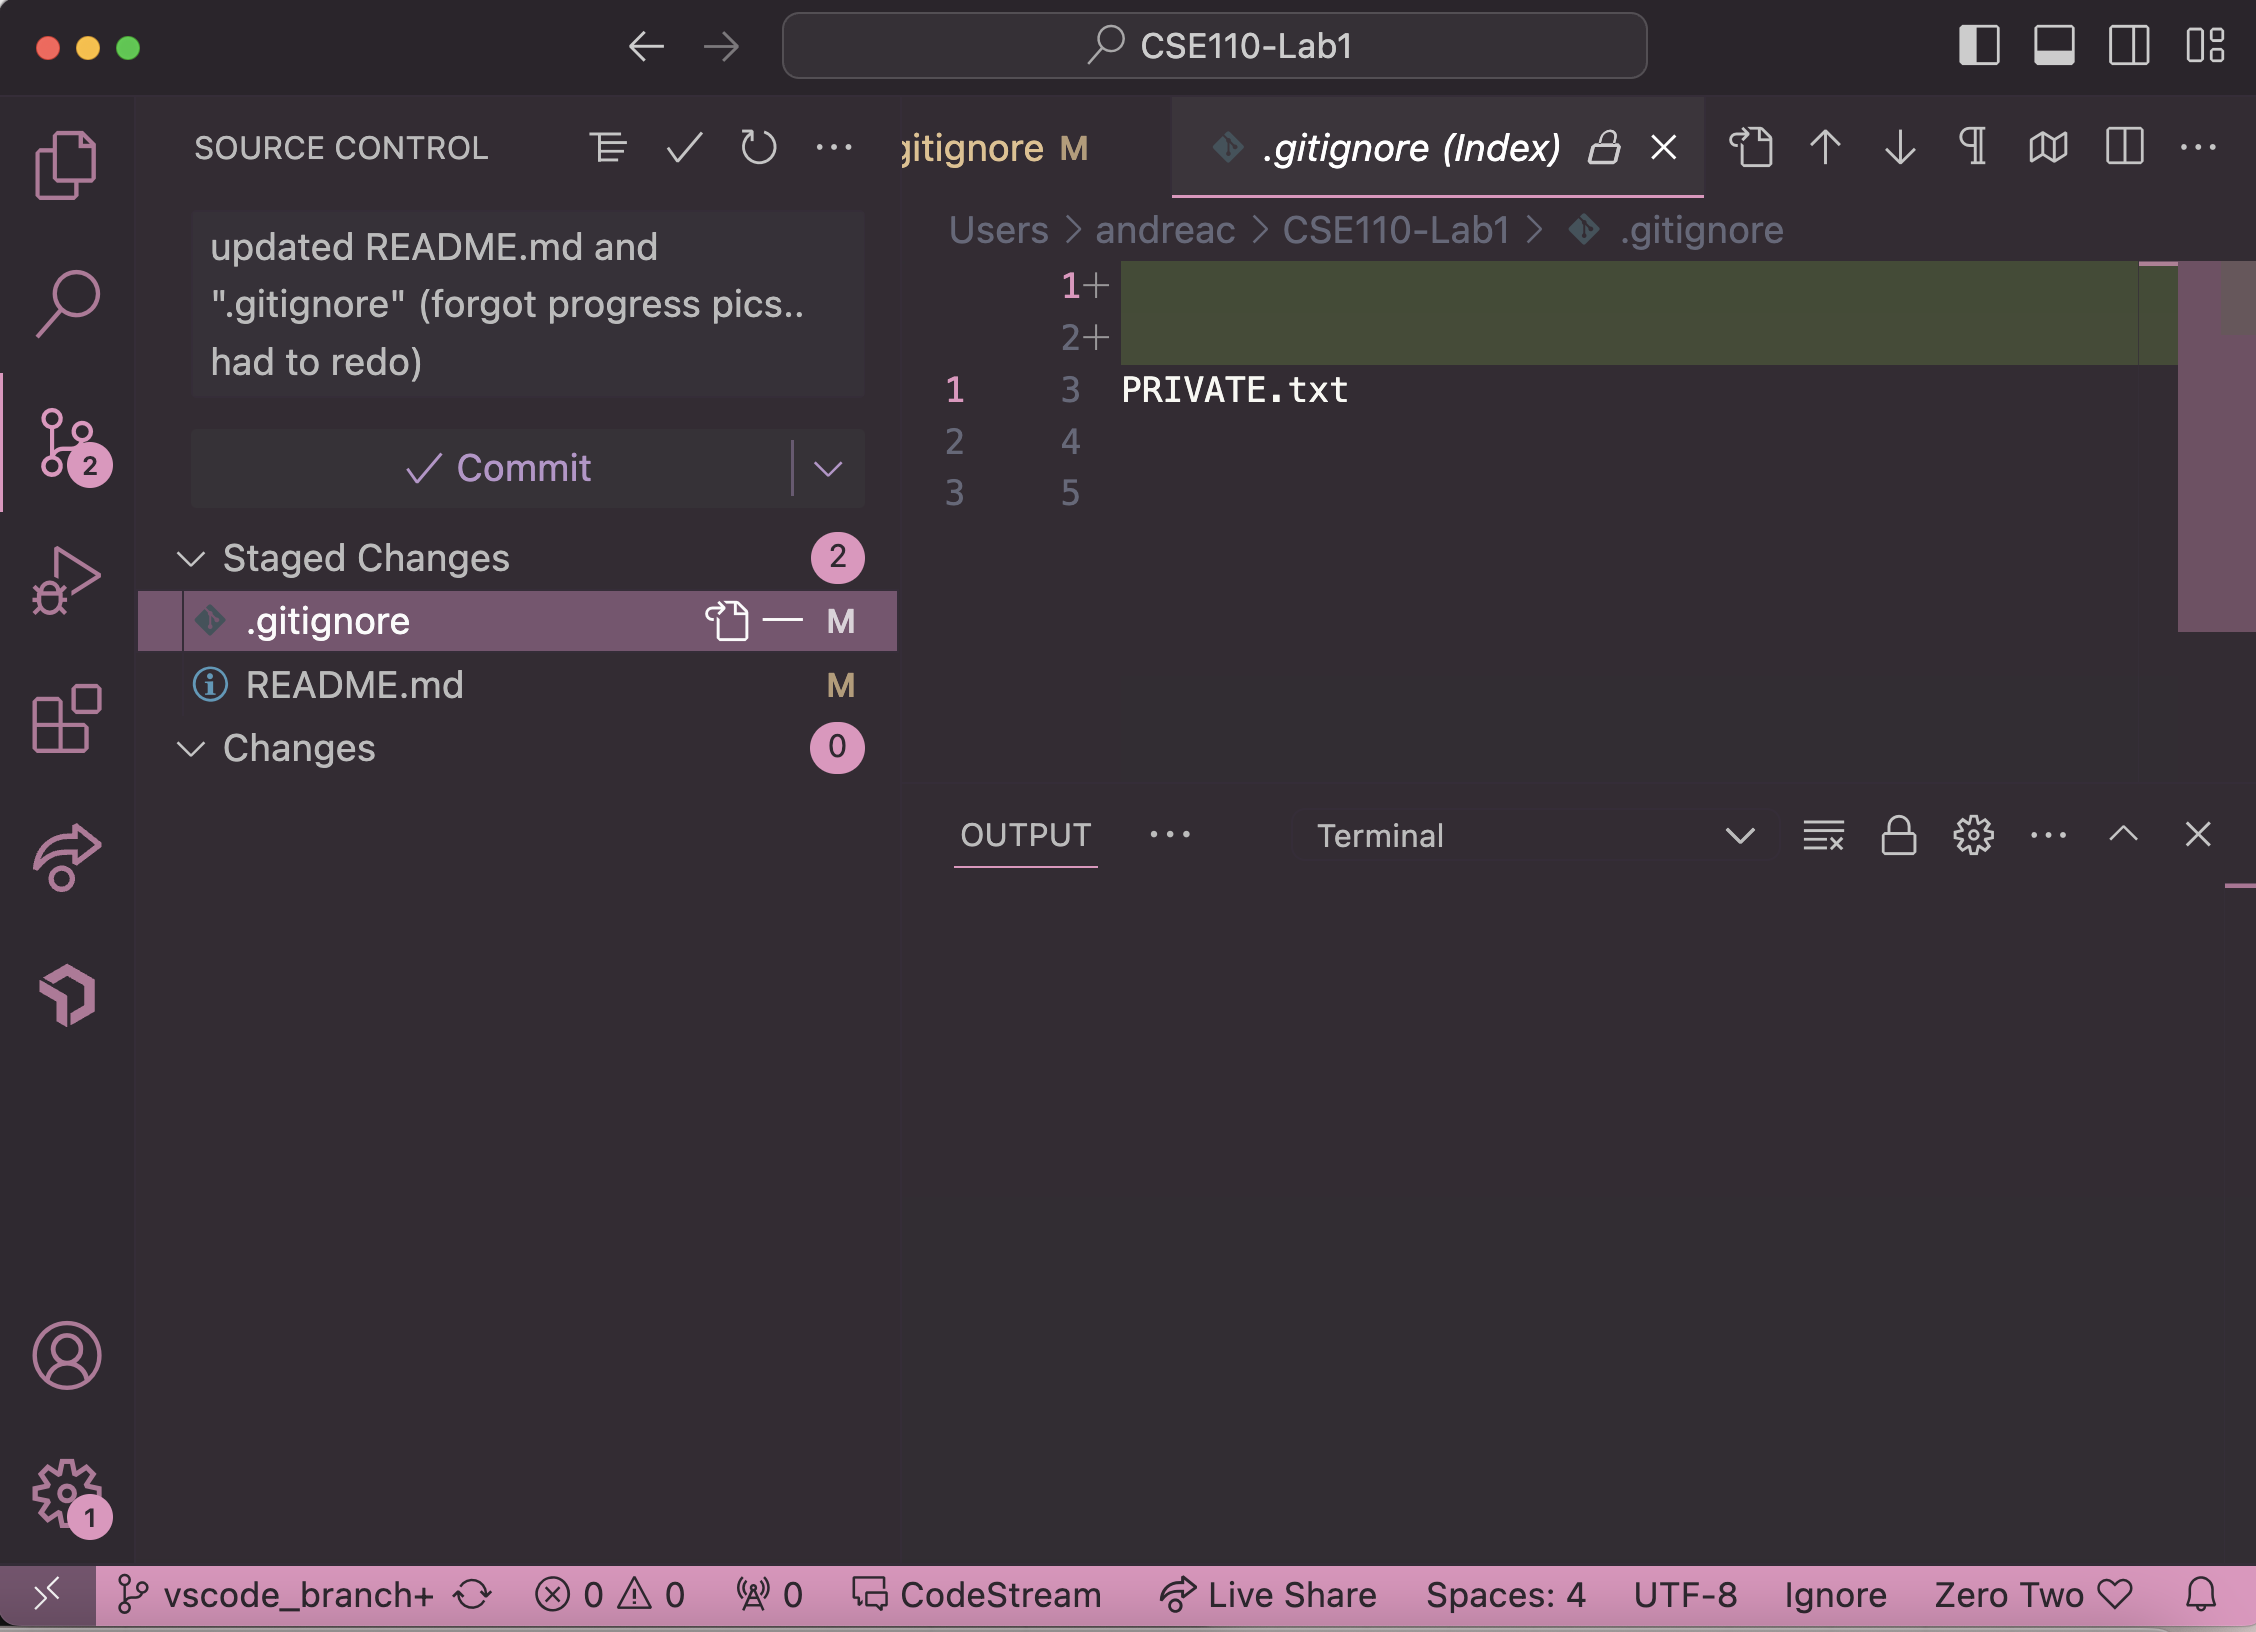 CSE110-Lab1
SOURCE CONTROL
updated README.md and
".gitignore" (forgot progress pics..
had to redo)
Commit
Staged Changes 2
.gitignore M
README.md M
Changes 0
2
1
gitignore M
.gitignore (Index)
Users > andreac > CSE110-Lab1 > .gitignore
1+
2+
1 3 PRIVATE.txt
2 4
3 5
OUTPUT ··· Terminal
vscode_branch+ 0 0 0 CodeStream Live Share Spaces: 4 UTF-8 Ignore Zero Two